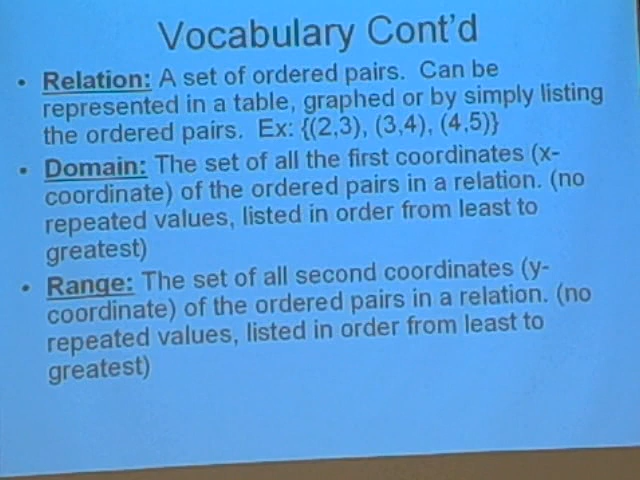 Vocabulary Cont'd
• Relation: A set of ordered pairs. Can be
represented in a table, graphed or by simply listing
the ordered pairs. Ex: {(2,3), (3,4), (4,5)}
• Domain: The set of all the first coordinates (x-
coordinate) of the ordered pairs in a relation. (no
repeated values, listed in order from least to
greatest)
• Range: The set of all second coordinates (y-
coordinate) of the ordered pairs in a relation. (no
repeated values, listed in order from least to
greatest)